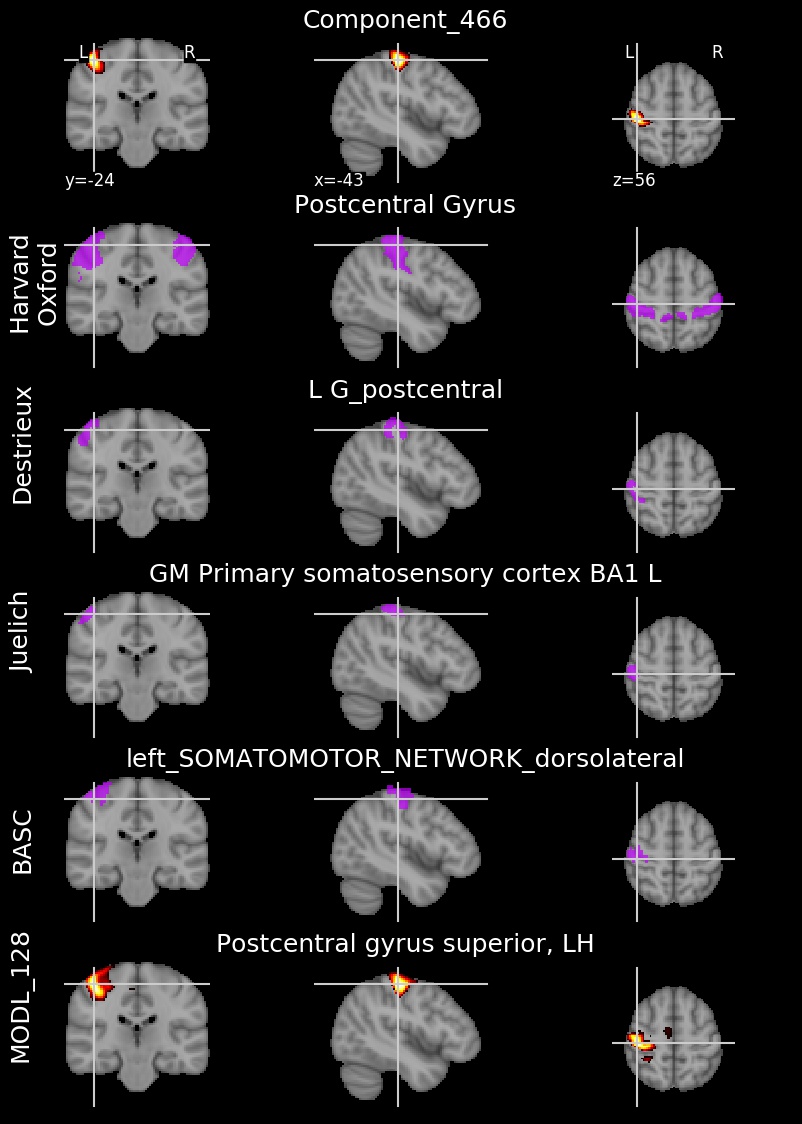 Component_466
L R
L R
y=-24
x=-43
z=56
Postcentral Gyrus
Harvard
Oxford
L G_postcentral
Destrieux
GM Primary somatosensory cortex BA1 L
Juelich
left_SOMATOMOTOR_NETWORK_dorsolateral
BASC
Postcentral gyrus superior, LH
MODL_128